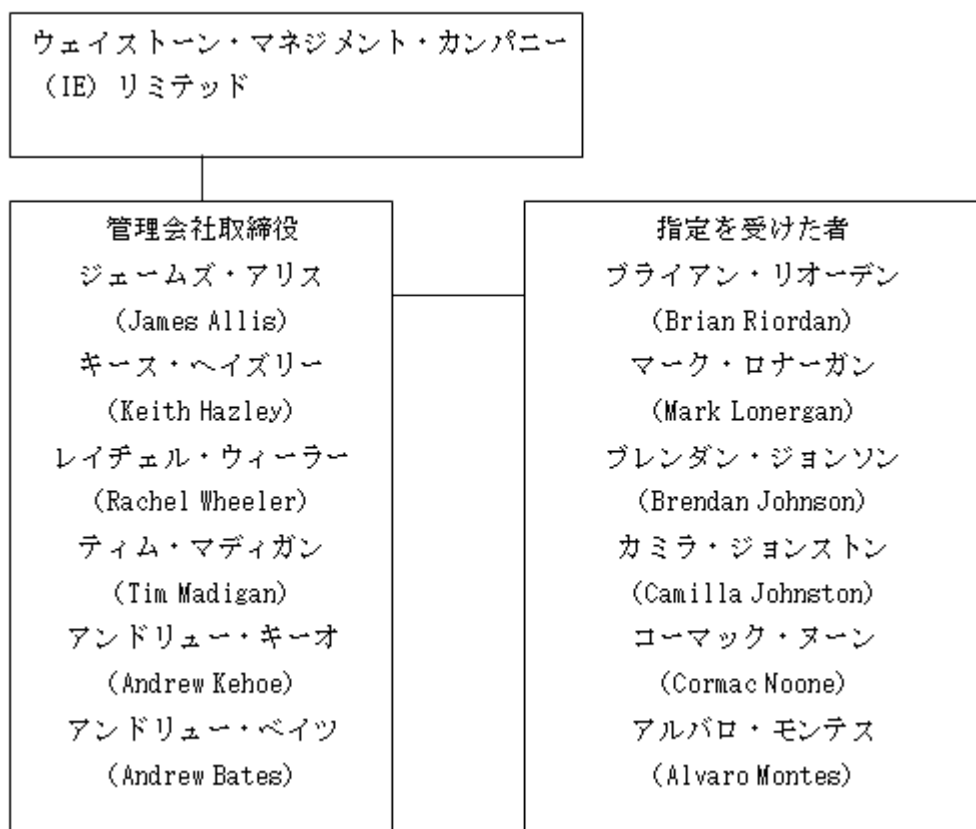 ウェイストーン・マネジメント・カンパニー
（IE）リミテッド
管理会社取締役
ジェームズ・アリス
(James Allis)
キース・ヘイズリー
(Keith Hazley)
レイチェル・ウィーラー
(Rachel Wheeler)
ティム・マディガン
(Tim Madigan)
アンドリュー・キーオ
(Andrew Kehoe)
アンドリュー・ベイツ
(Andrew Bates)
指定を受けた者
ブライアン・リオーデン
(Brian Riordan)
マーク・ロナーガン
(Mark Lonergan)
ブレンダン・ジョンソン
(Brendan Johnson)
カミラ・ジョンストン
(Camilla Johnston)
コーマック・ヌーン
(Cormac Noone)
アルバロ・モンテス
(Alvaro Montes)